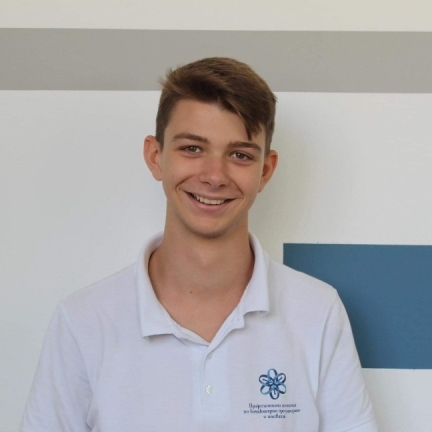 Професионална гимназия
по компютърно програмиране
и иновации